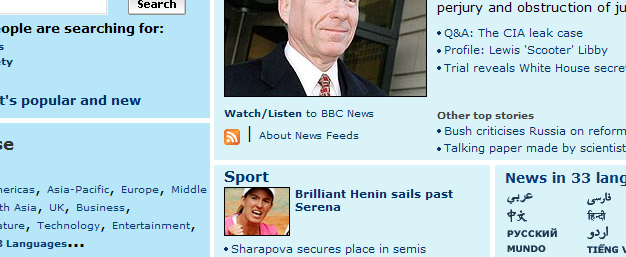 Search
eople are searching for:
s
ety
t's popular and new
se
ericas, Asia-Pacific, Europe, Middle
th Asia, UK, Business,
ature, Technology, Entertainment,
3 Languages...
perjury and obstruction of ju
Q&A: The CIA leak case
Profile: Lewis 'Scooter' Libby
Trial reveals White House secre
Watch/Listen to BBC News
About News Feeds
Other top stories
Bush criticises Russia on reform
Talking paper made by scientist
Sport
Brilliant Henin sails past
Serena
Sharapova secures place in semis
News in 33 lang
عربي فارسی
中文 हिन्दी
РУССКИЙ اردو
MUNDO TIẾNG V